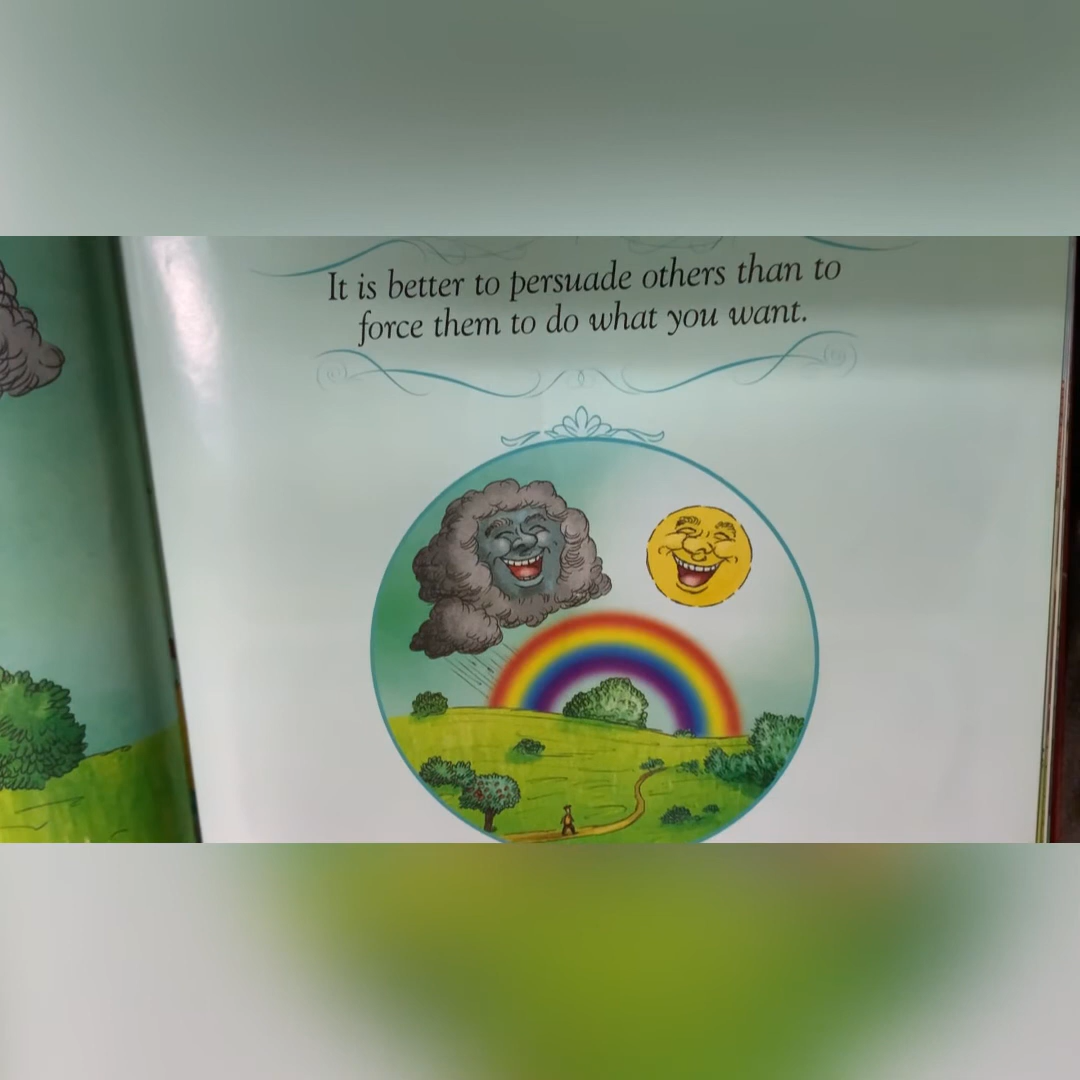 It is better to persuade others than to
force them to do what you want.